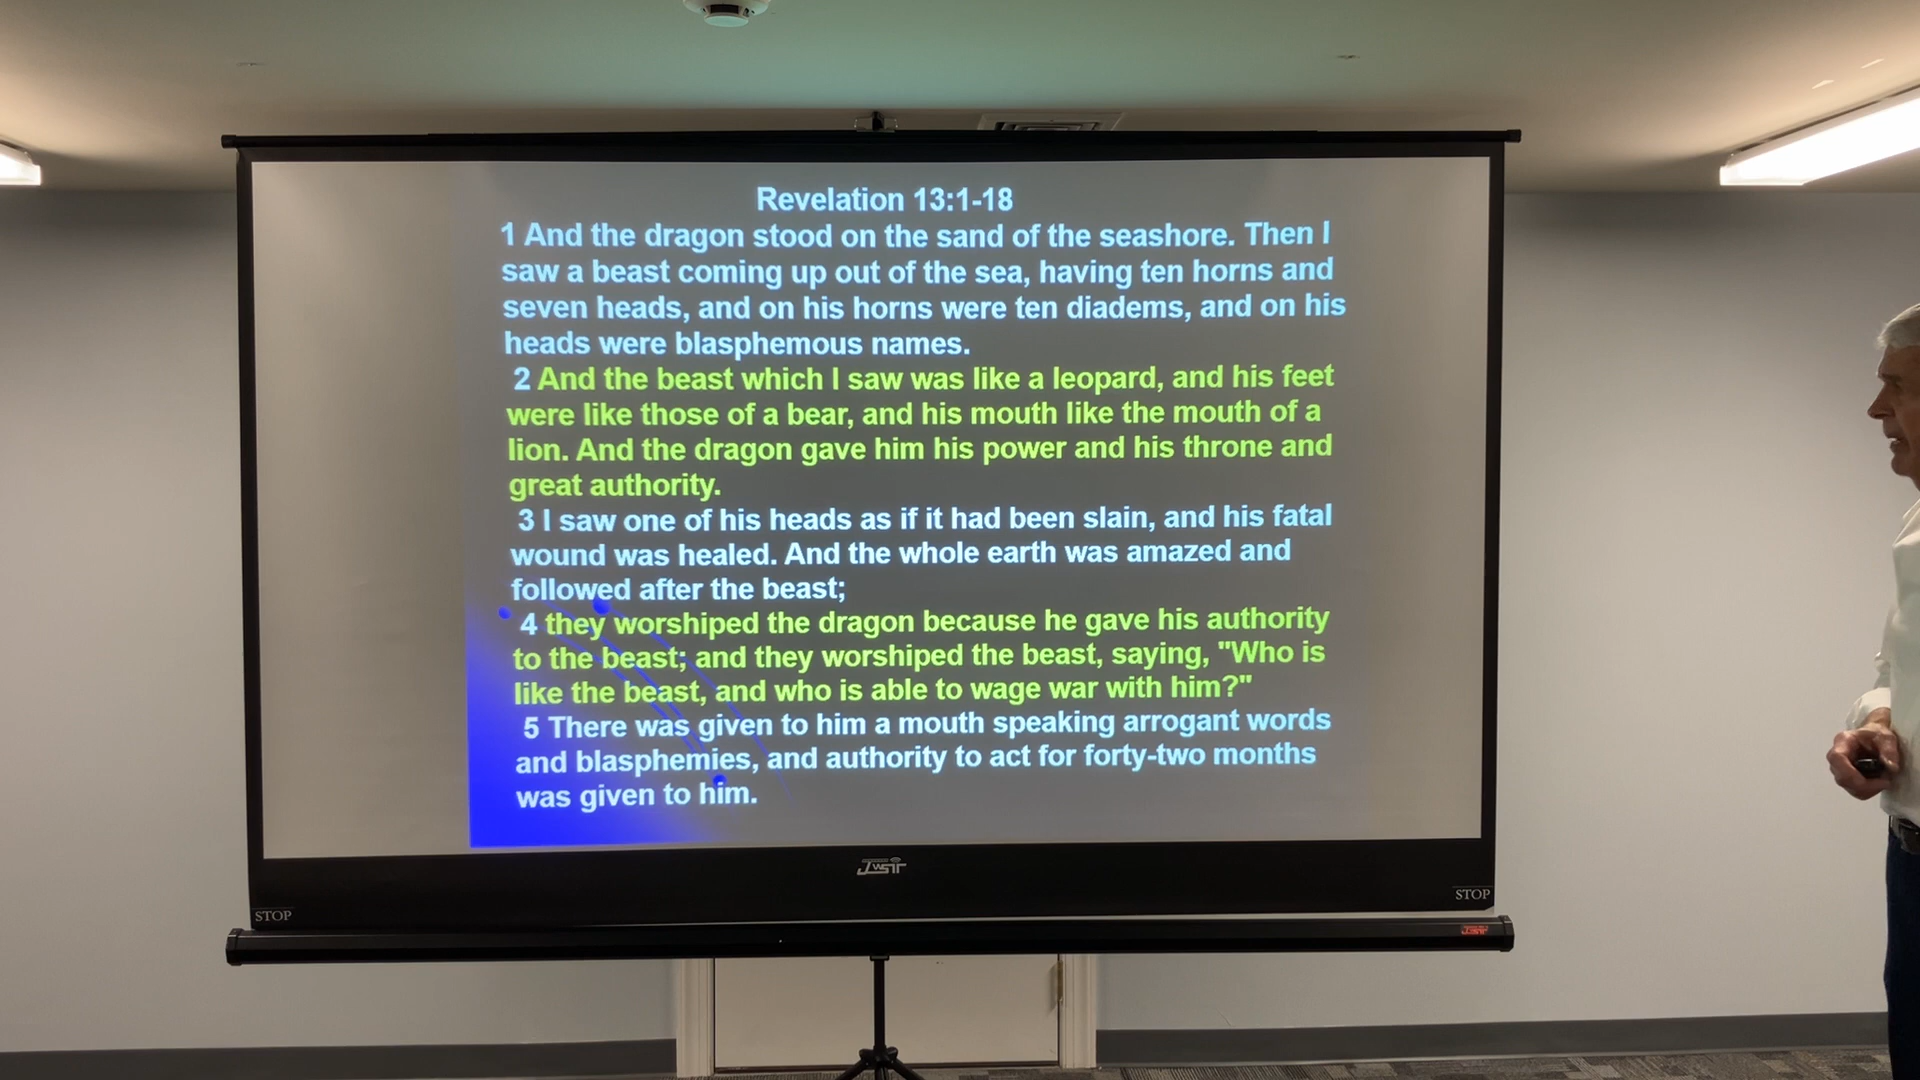 Revelation 13:1-18
1 And the dragon stood on the sand of the seashore. Then I
saw a beast coming up out of the sea, having ten horns and
seven heads, and on his horns were ten diadems, and on his
heads were blasphemous names.
2 And the beast which I saw was like a leopard, and his feet
were like those of a bear, and his mouth like the mouth of a
lion. And the dragon gave him his power and his throne and
great authority.
3 I saw one of his heads as if it had been slain, and his fatal
wound was healed. And the whole earth was amazed and
followed after the beast;
4 they worshiped the dragon because he gave his authority
to the beast; and they worshiped the beast, saying, "Who is
like the beast, and who is able to wage war with him?"
5 There was given to him a mouth speaking arrogant words
and blasphemies, and authority to act for forty-two months
was given to him.
JWSIT
STOP
STOP
JWSIT